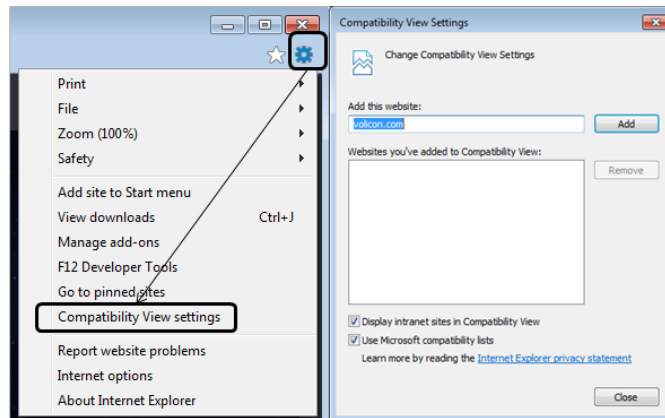 Print
File
Zoom (100%)
Safety
Add site to Start menu
View downloads Ctrl+J
Manage add-ons
F12 Developer Tools
Go to pinned sites
Compatibility View settings
Report website problems
Internet options
About Internet Explorer
Compatibility View Settings
Change Compatibility View Settings
Add this website:
volicon.com Add
Websites you've added to Compatibility View:
Remove
Display intranet sites in Compatibility View
Use Microsoft compatibility lists
Learn more by reading the Internet Explorer privacy statement
Close